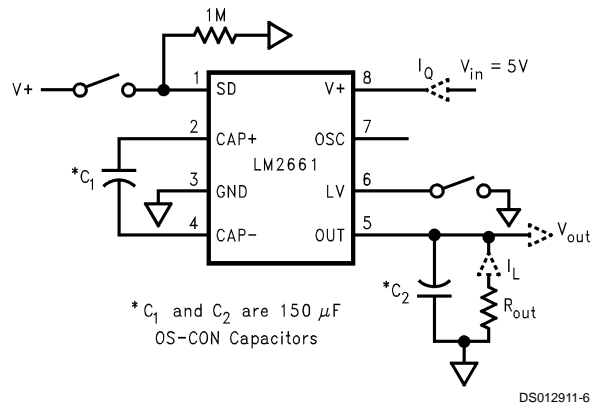 1M
V+
1
SD
V+
8
I_Q
V_in = 5V
2
CAP+
OSC
7
LM2661
*C_1
3
GND
LV
6
4
CAP-
OUT
5
V_out
*C_2
I_L
R_out
*C_1 and C_2 are 150 μF
OS-CON Capacitors
DS012911-6